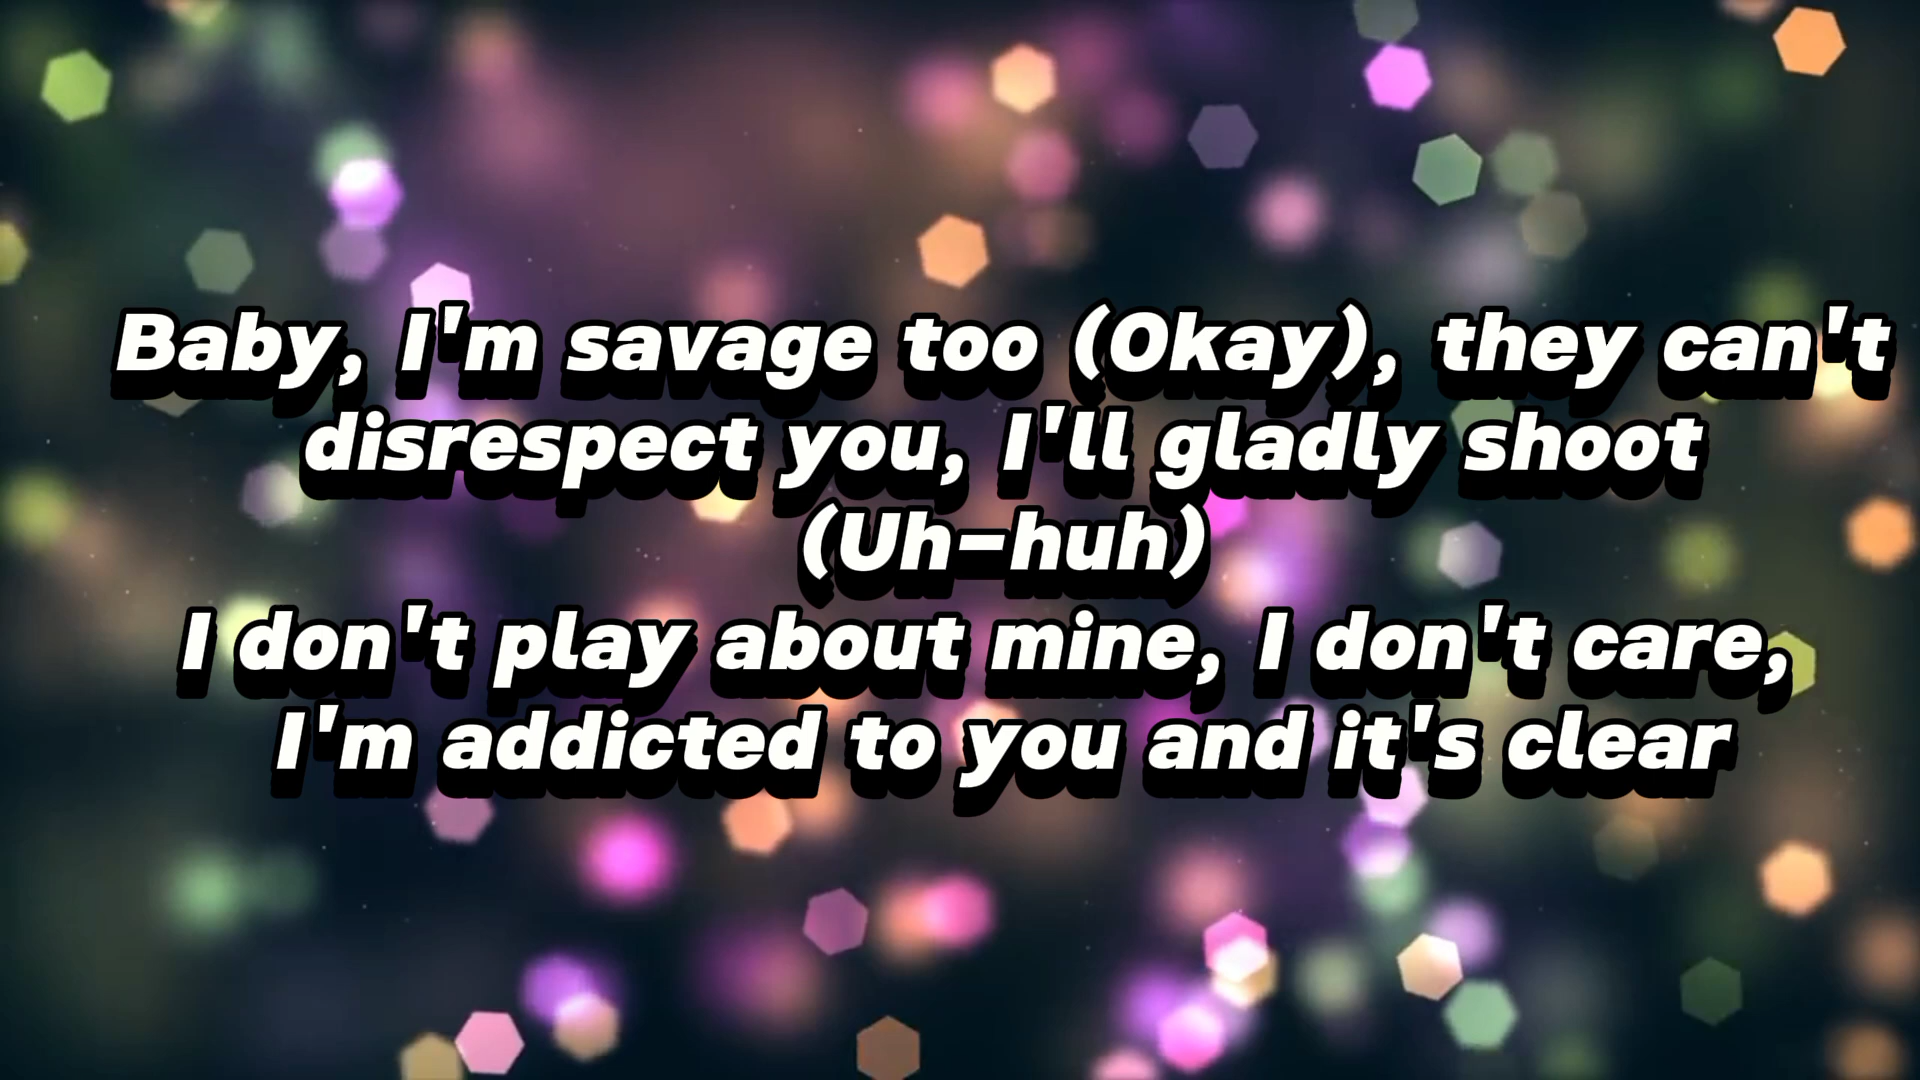 Baby, I'm savage too (Okay), they can't
disrespect you, I'll gladly shoot
(Uh-huh)
I don't play about mine, I don't care,
I'm addicted to you and it's clear